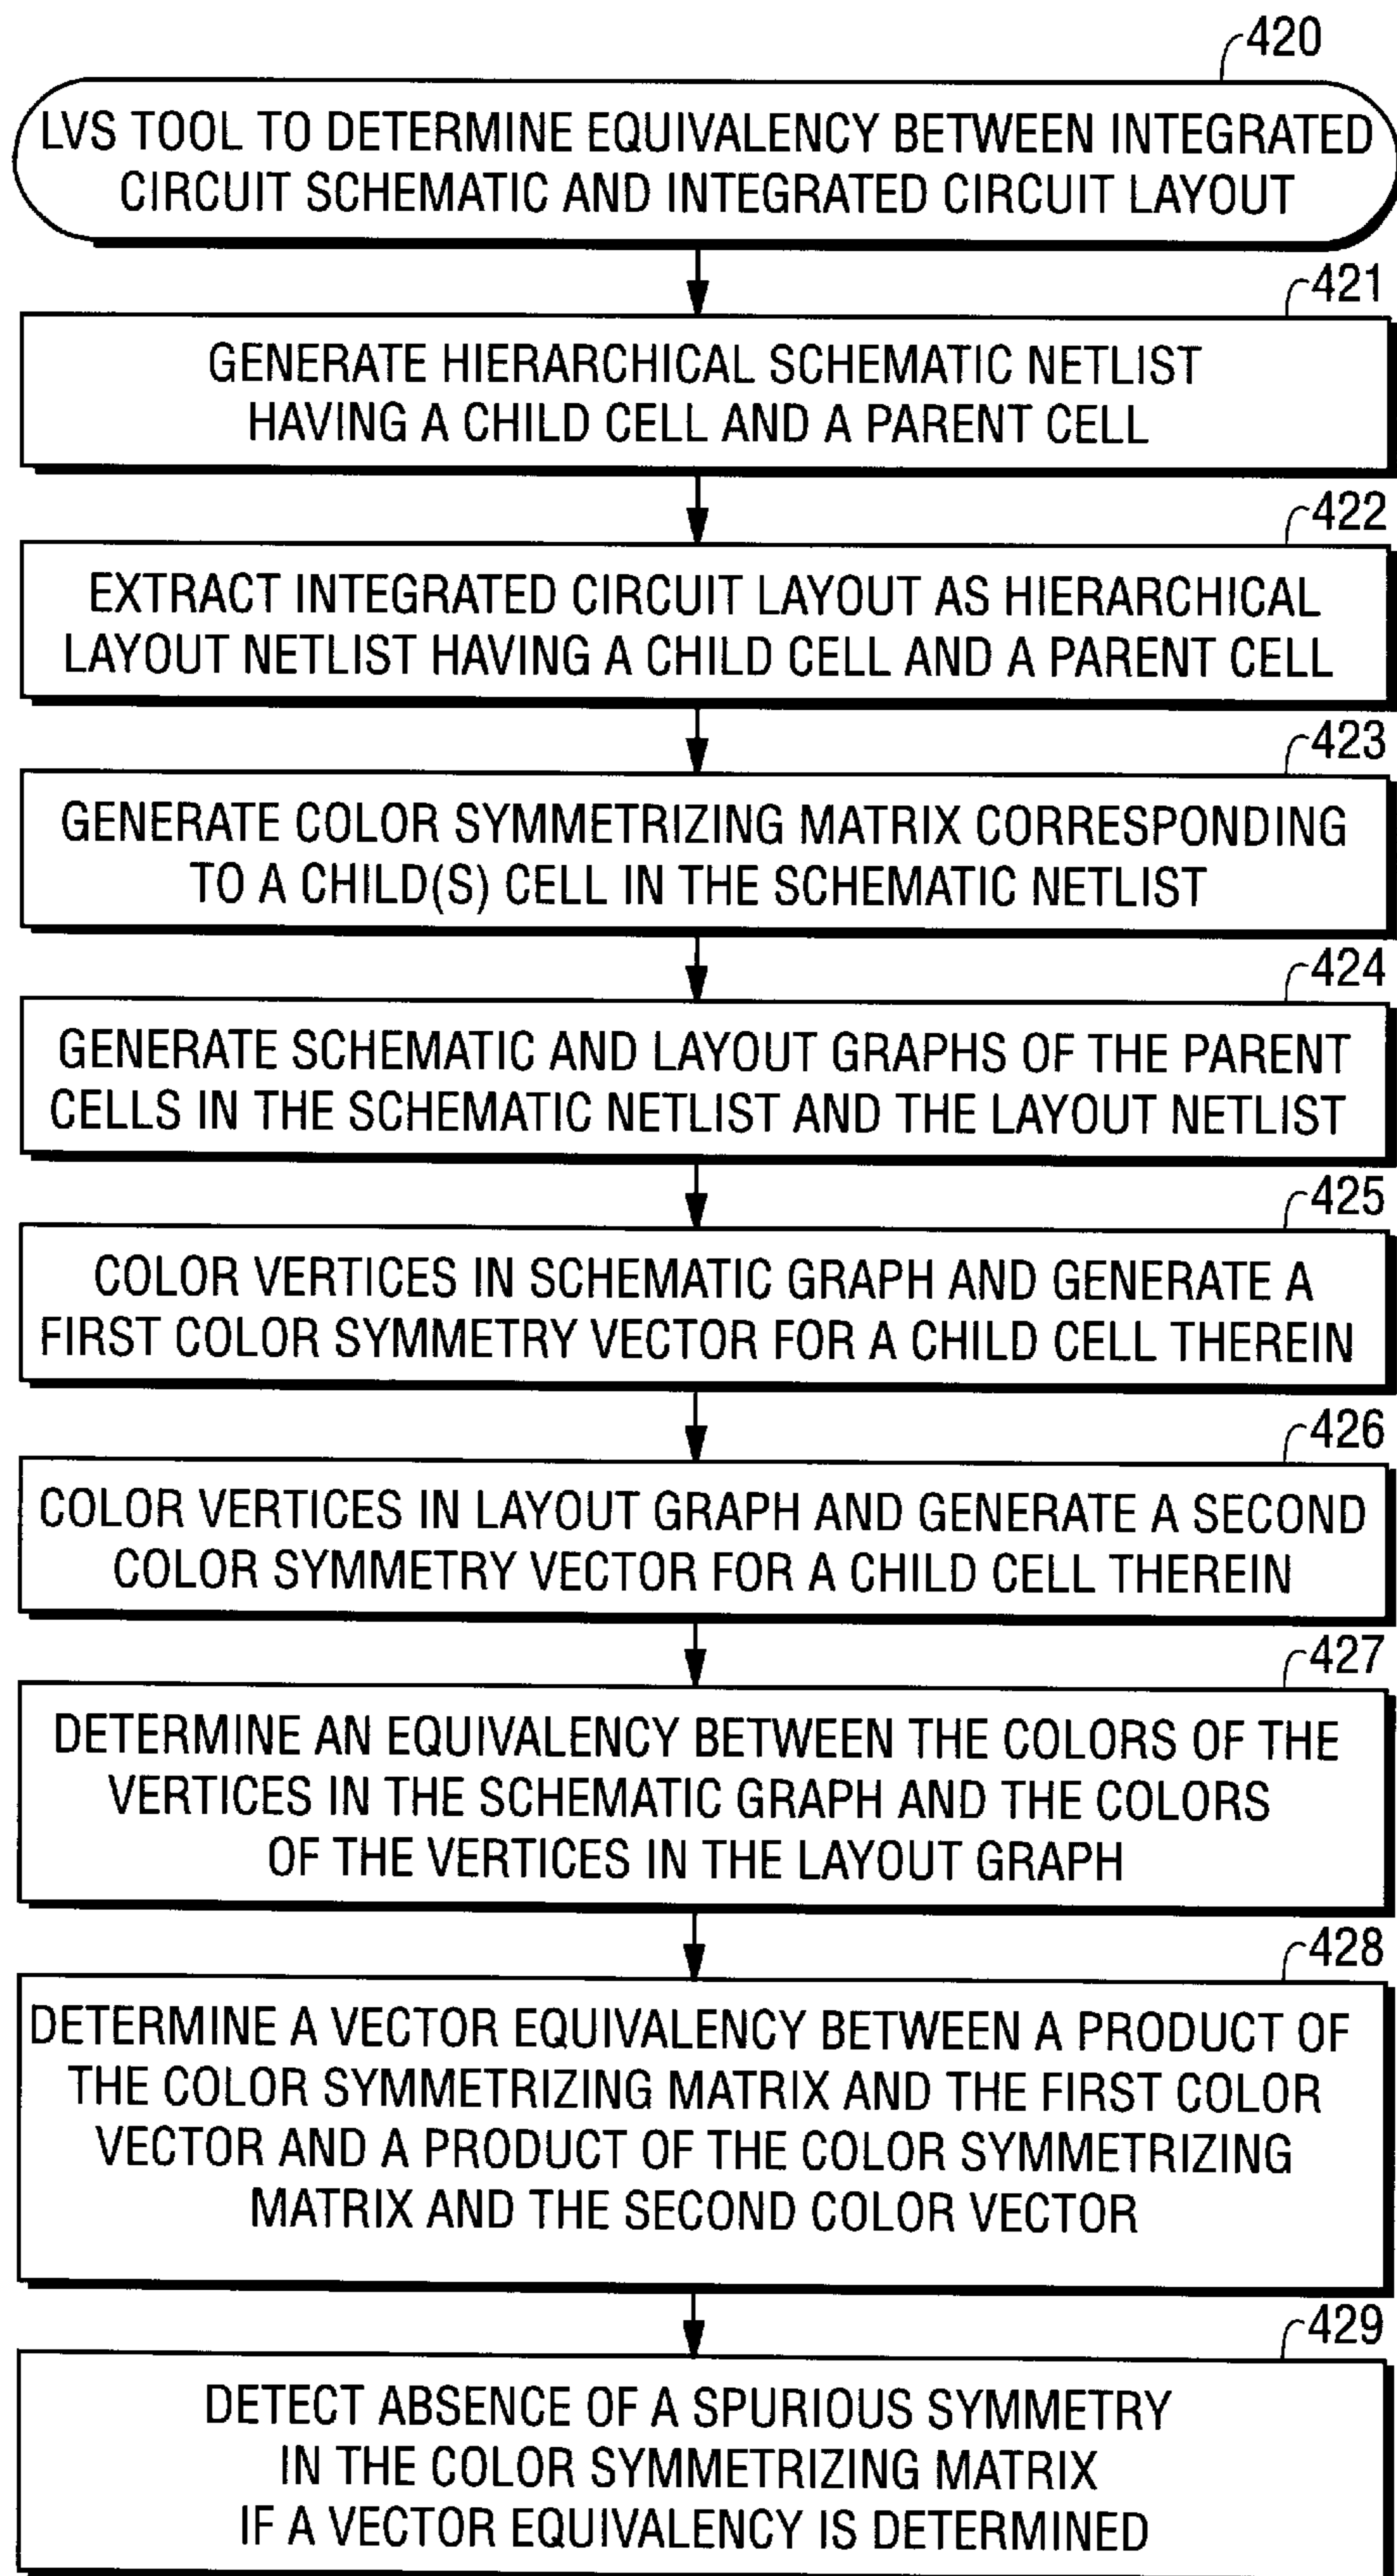 420
LVS TOOL TO DETERMINE EQUIVALENCY BETWEEN INTEGRATED
CIRCUIT SCHEMATIC AND INTEGRATED CIRCUIT LAYOUT
421
GENERATE HIERARCHICAL SCHEMATIC NETLIST
HAVING A CHILD CELL AND A PARENT CELL
422
EXTRACT INTEGRATED CIRCUIT LAYOUT AS HIERARCHICAL
LAYOUT NETLIST HAVING A CHILD CELL AND A PARENT CELL
423
GENERATE COLOR SYMMETRIZING MATRIX CORRESPONDING
TO A CHILD(S) CELL IN THE SCHEMATIC NETLIST
424
GENERATE SCHEMATIC AND LAYOUT GRAPHS OF THE PARENT
CELLS IN THE SCHEMATIC NETLIST AND THE LAYOUT NETLIST
425
COLOR VERTICES IN SCHEMATIC GRAPH AND GENERATE A
FIRST COLOR SYMMETRY VECTOR FOR A CHILD CELL THEREIN
426
COLOR VERTICES IN LAYOUT GRAPH AND GENERATE A SECOND
COLOR SYMMETRY VECTOR FOR A CHILD CELL THEREIN
427
DETERMINE AN EQUIVALENCY BETWEEN THE COLORS OF THE
VERTICES IN THE SCHEMATIC GRAPH AND THE COLORS
OF THE VERTICES IN THE LAYOUT GRAPH
428
DETERMINE A VECTOR EQUIVALENCY BETWEEN A PRODUCT OF
THE COLOR SYMMETRIZING MATRIX AND THE FIRST COLOR
VECTOR AND A PRODUCT OF THE COLOR SYMMETRIZING
MATRIX AND THE SECOND COLOR VECTOR
429
DETECT ABSENCE OF A SPURIOUS SYMMETRY
IN THE COLOR SYMMETRIZING MATRIX
IF A VECTOR EQUIVALENCY IS DETERMINED